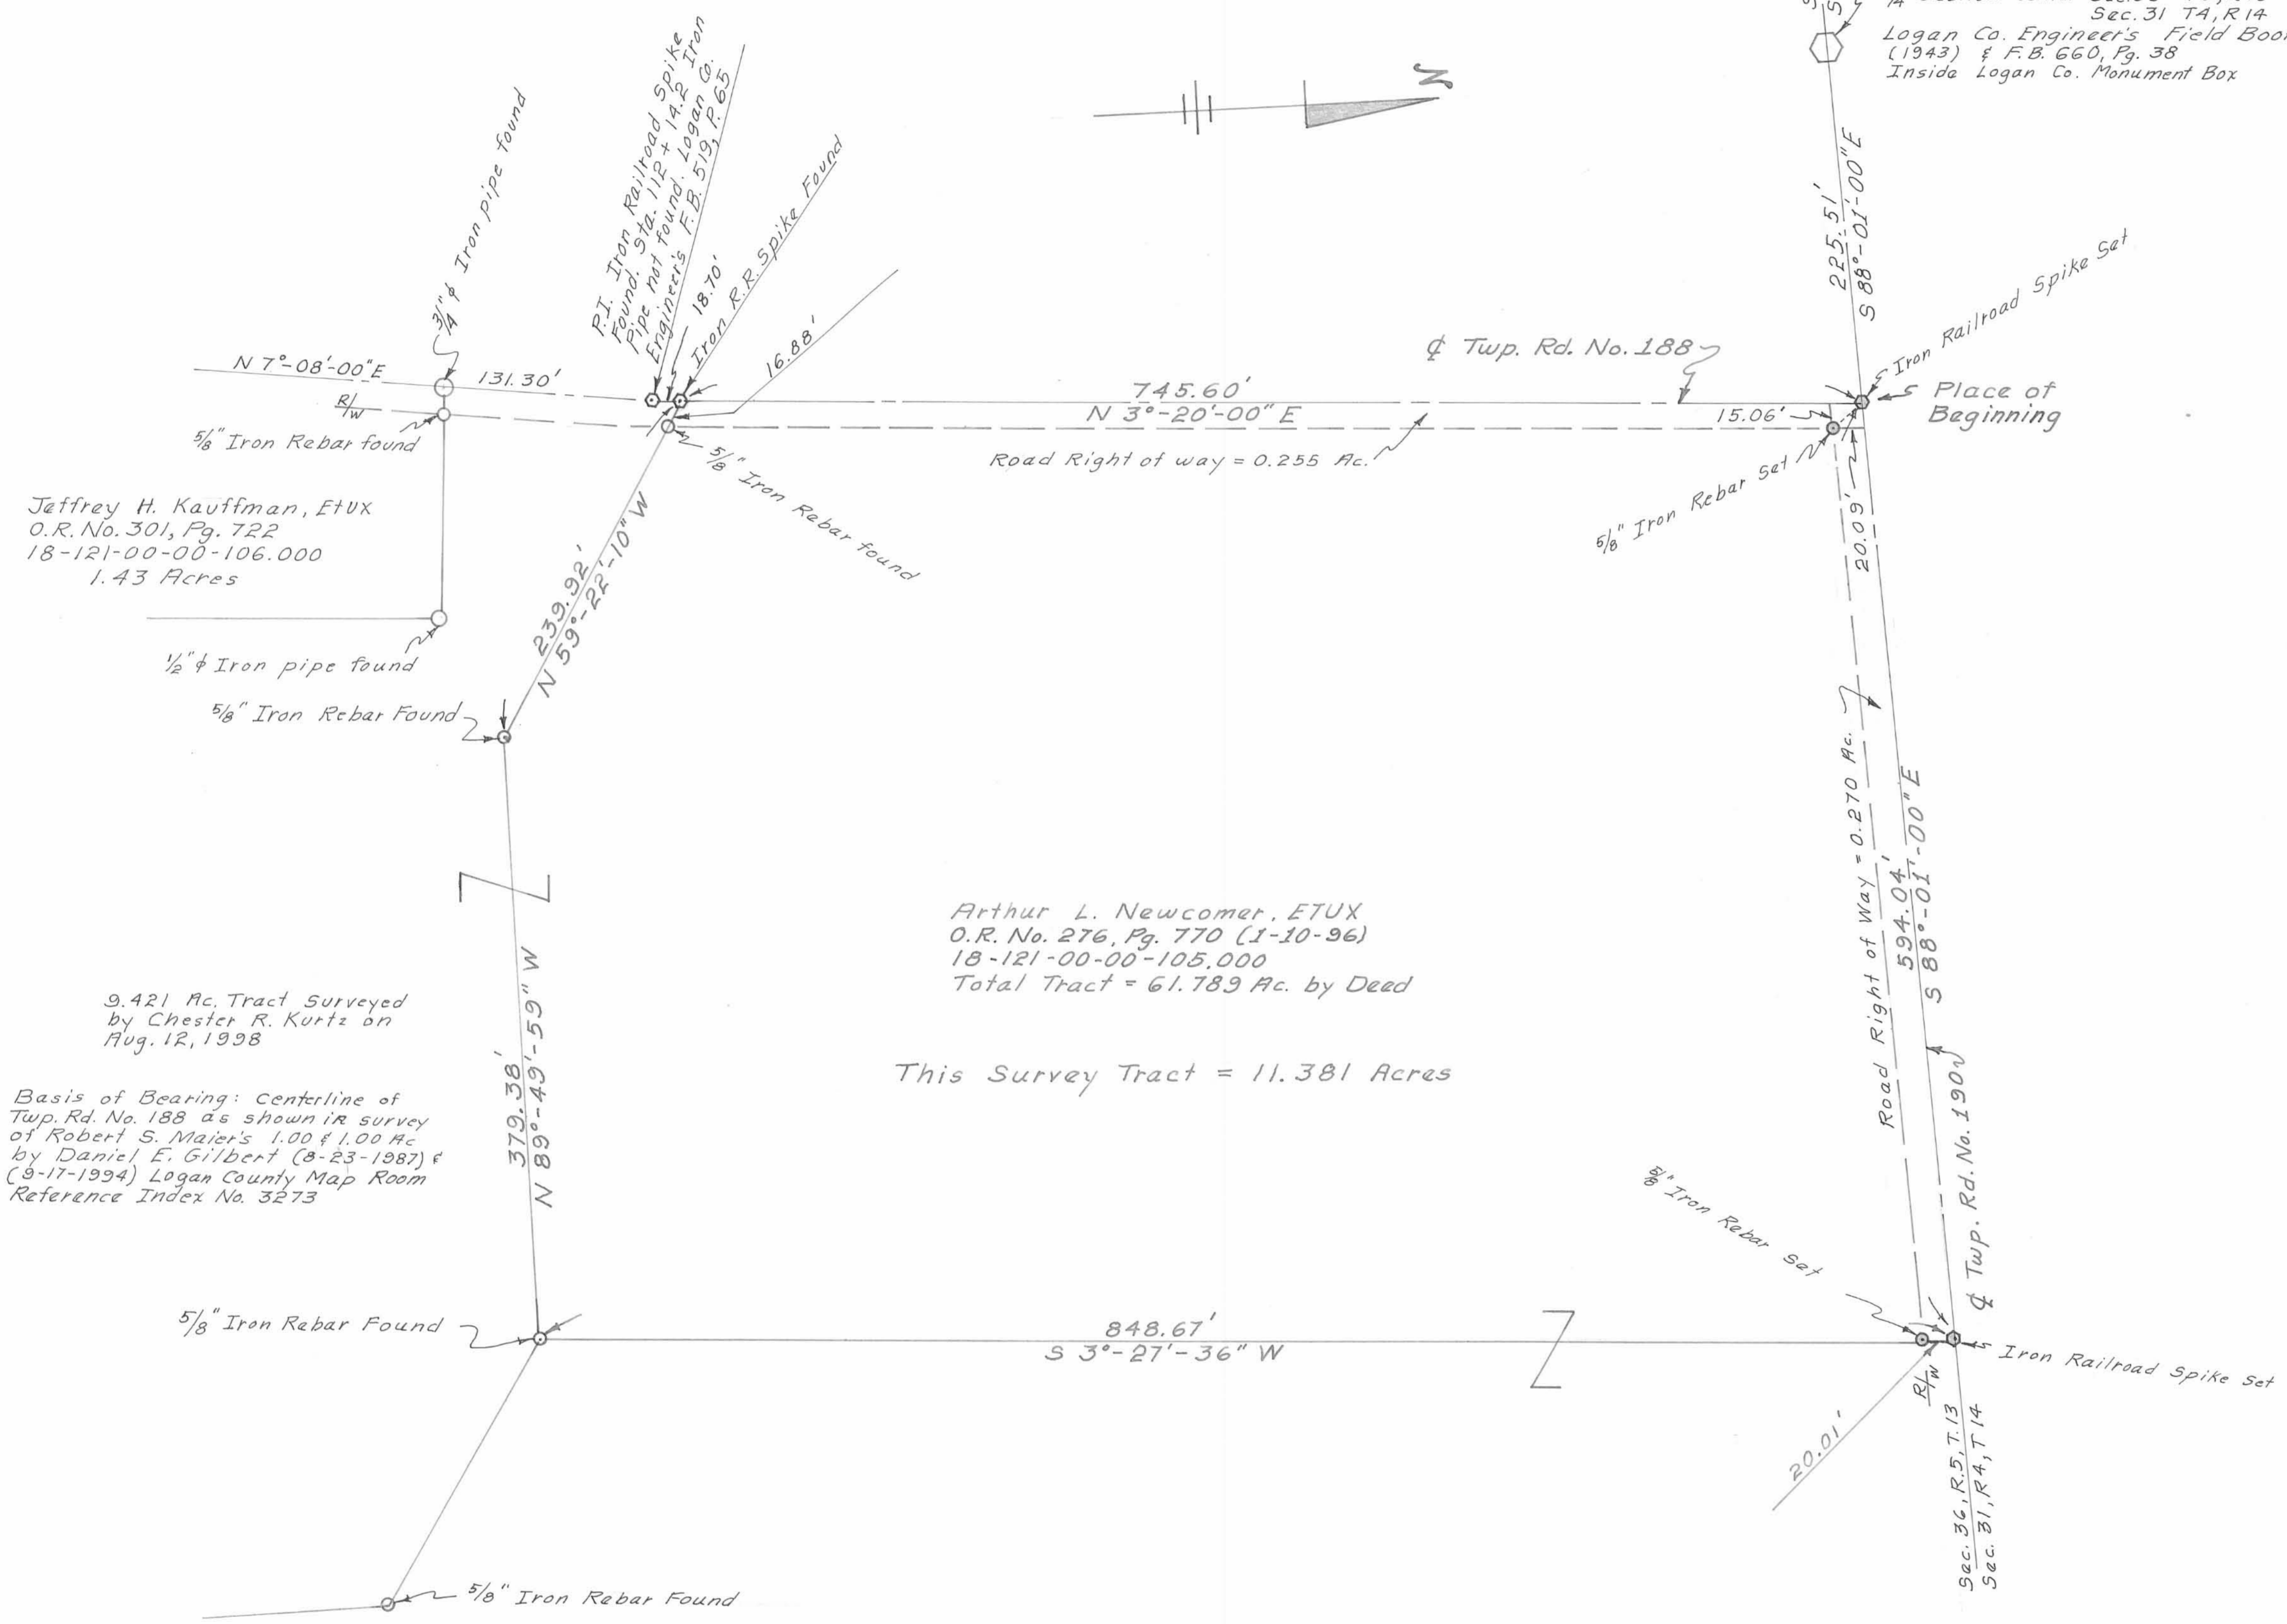 Sec. 31 T4, R14
Logan Co. Engineer's Field Boo
(1943) & F.B. 660, Pg. 38
Inside Logan Co. Monument Box
N
225.51'
S 88°-01'-00" E
3/4" ϕ Iron pipe found
P.I. Iron Railroad Spike
Found. Sta. 112 + 14.2 Iron
Pipe not found. Logan Co.
Engineer's F.B. 519, P. 65
18.70'
Iron R.R. Spike Found
16.88'
N 7°-08'-00" E
131.30'
R/W
5/8" Iron Rebar found
5/8" Iron Rebar found
745.60'
N 3°-20'-00" E
℄ Twp. Rd. No. 188
Road Right of way = 0.255 Ac.
Iron Railroad Spike Set
Place of
Beginning
15.06'
20.09'
5/8" Iron Rebar Set
Jeffrey H. Kauffman, EtUX
O.R. No. 301, Pg. 722
18-121-00-00-106.000
1.43 Acres
1/2" ϕ Iron pipe found
239.92'
N 59°-22'-10" W
5/8" Iron Rebar Found
Arthur L. Newcomer, ETUX
O.R. No. 276, Pg. 770 (1-10-96)
18-121-00-00-105.000
Total Tract = 61.789 Ac. by Deed
This Survey Tract = 11.381 Acres
Road Right of Way = 0.270 Ac.
594.04'
S 88°-01'-00" E
℄ Twp. Rd. No. 190
9.421 Ac. Tract Surveyed
by Chester R. Kurtz on
Aug. 12, 1998
379.38'
N 89°-49'-59" W
Basis of Bearing: Centerline of
Twp. Rd. No. 188 as shown in survey
of Robert S. Maier's 1.00 & 1.00 Ac
by Daniel E. Gilbert (8-23-1987) &
(9-17-1994) Logan County Map Room
Reference Index No. 3273
5/8" Iron Rebar Found
848.67'
S 3°-27'-36" W
5/8" Iron Rebar Set
Iron Railroad Spike Set
R/W
20.01'
Sec. 36, R.5, T.13
Sec. 31, R4, T14
5/8" Iron Rebar Found